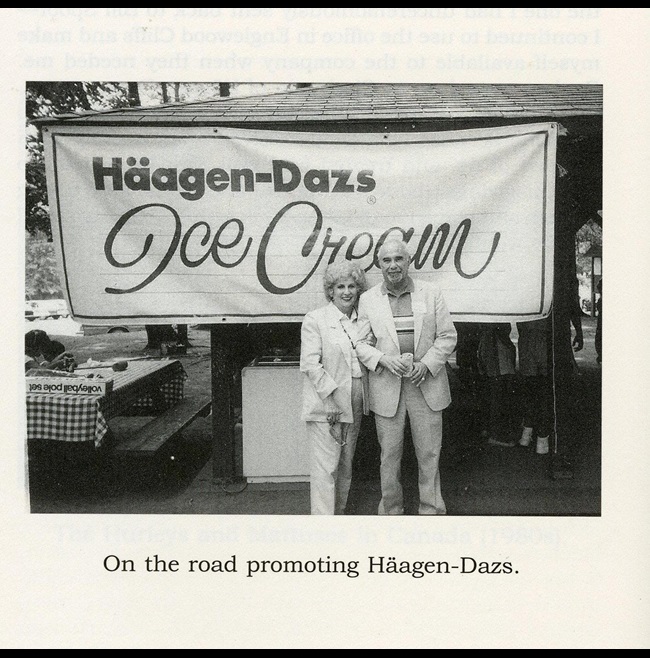 Häagen-Dazs®
Ice Cream
volleyball pole set
On the road promoting Häagen-Dazs.